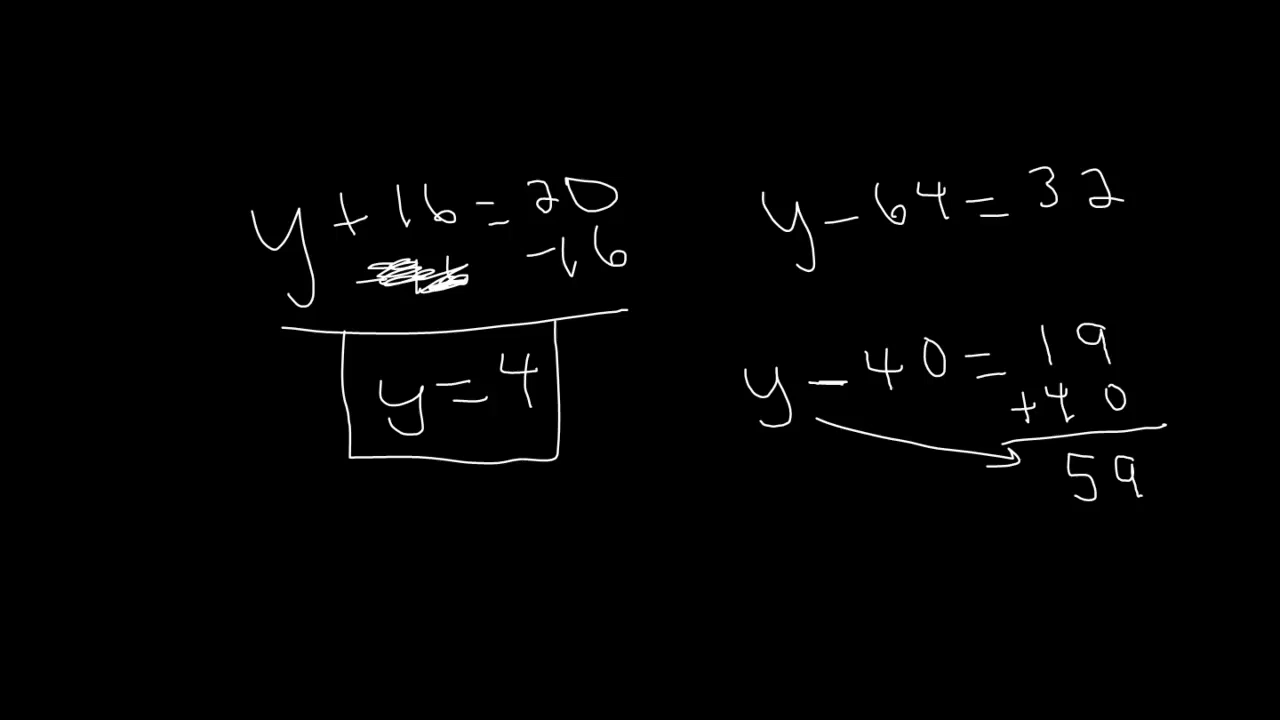 y + 16 = 20
-16
y = 4
y - 64 = 32
y - 40 = 19
+40
59